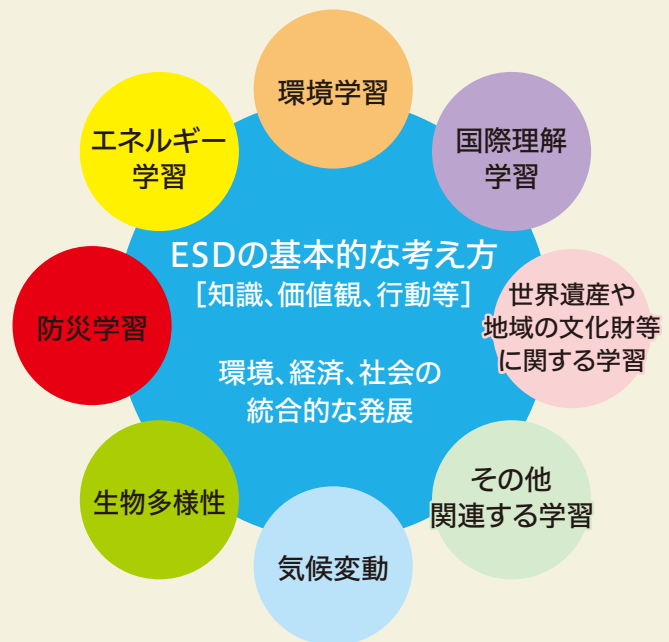 環境学習
国際理解
学習
世界遺産や
地域の文化財等
に関する学習
その他
関連する学習
気候変動
生物多様性
防災学習
エネルギー
学習
ESDの基本的な考え方
[知識、価値観、行動等]
環境、経済、社会の
統合的な発展